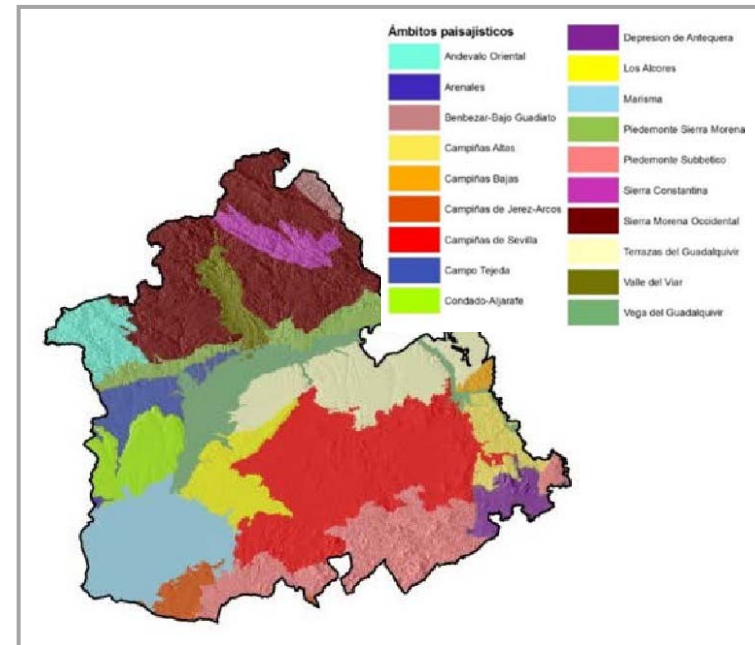 Ámbitos paisajísticos
Andevalo Oriental
Arenales
Benbezar-Bajo Guadiato
Campiñas Altas
Campiñas Bajas
Campiñas de Jerez-Arcos
Campiñas de Sevilla
Campo Tejeda
Condado-Aljarafe
Depresion de Antequera
Los Alcores
Marisma
Piedemonte Sierra Morena
Piedemonte Subbetico
Sierra Constantina
Sierra Morena Occidental
Terrazas del Guadalquivir
Valle del Viar
Vega del Guadalquivir